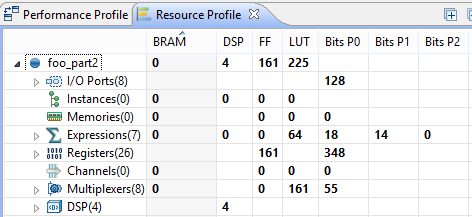 Performance Profile Resource Profile
BRAM DSP FF LUT Bits P0 Bits P1 Bits P2
foo_part2 0 4 161 225
I/O Ports(8) 128
Instances(0) 0 0 0 0
Memories(0) 0 0 0 0
Expressions(7) 0 0 0 64 18 14 0
Registers(26) 161 348
Channels(0) 0 0 0 0
Multiplexers(8) 0 0 161 55
DSP(4) 4